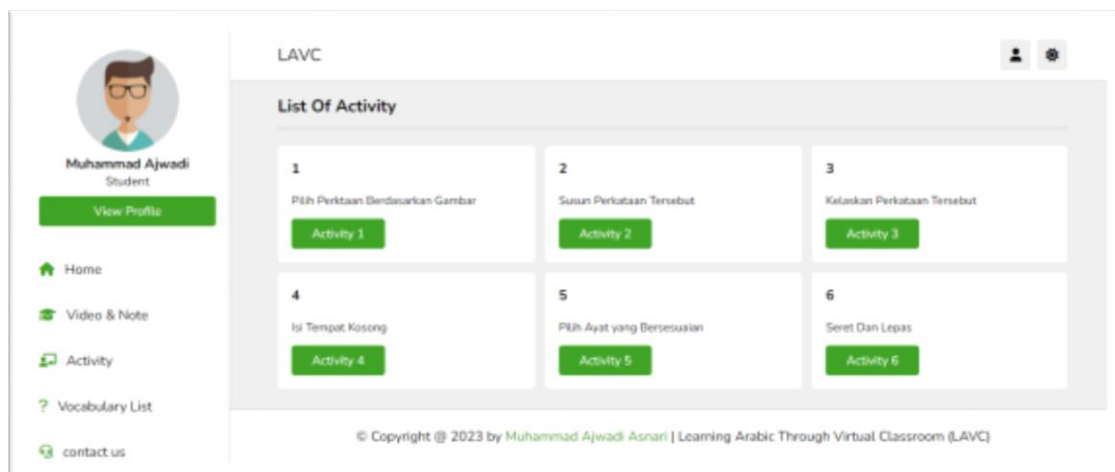 Muhammad Ajwadi
Student
View Profile
Home
Video & Note
Activity
? Vocabulary List
contact us
LAVC
List Of Activity
1
Pilih Perktaan Berdasarkan Gambar
Activity 1
2
Susun Perkataan Tersebut
Activity 2
3
Kelaskan Perkataan Tersebut
Activity 3
4
Isi Tempat Kosong
Activity 4
5
Pilih Ayat yang Bersesuaian
Activity 5
6
Seret Dan Lepas
Activity 6
© Copyright @ 2023 by Muhammad Ajwadi Asnari | Learning Arabic Through Virtual Classroom (LAVC)